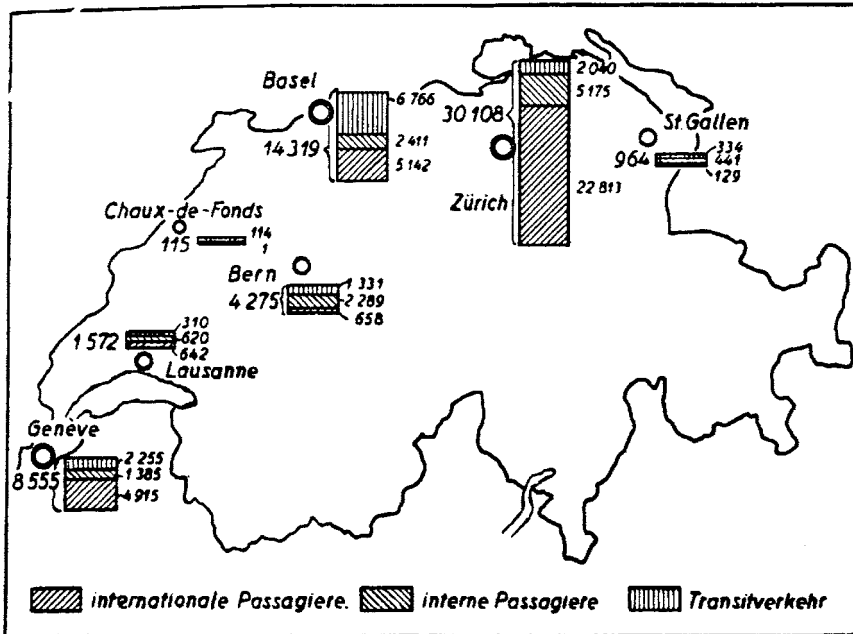 Basel
6 766
2 411
5 142
14 319
30 108
2 040
5 175
22 813
Zürich
St. Gallen
964
334
441
129
Chaux-de-Fonds
115
114
1
Bern
4 275
1 331
2 289
658
1 572
310
620
642
Lausanne
Genève
8 555
2 255
1 385
4 915
internationale Passagiere.
interne Passagiere
Transitverkehr